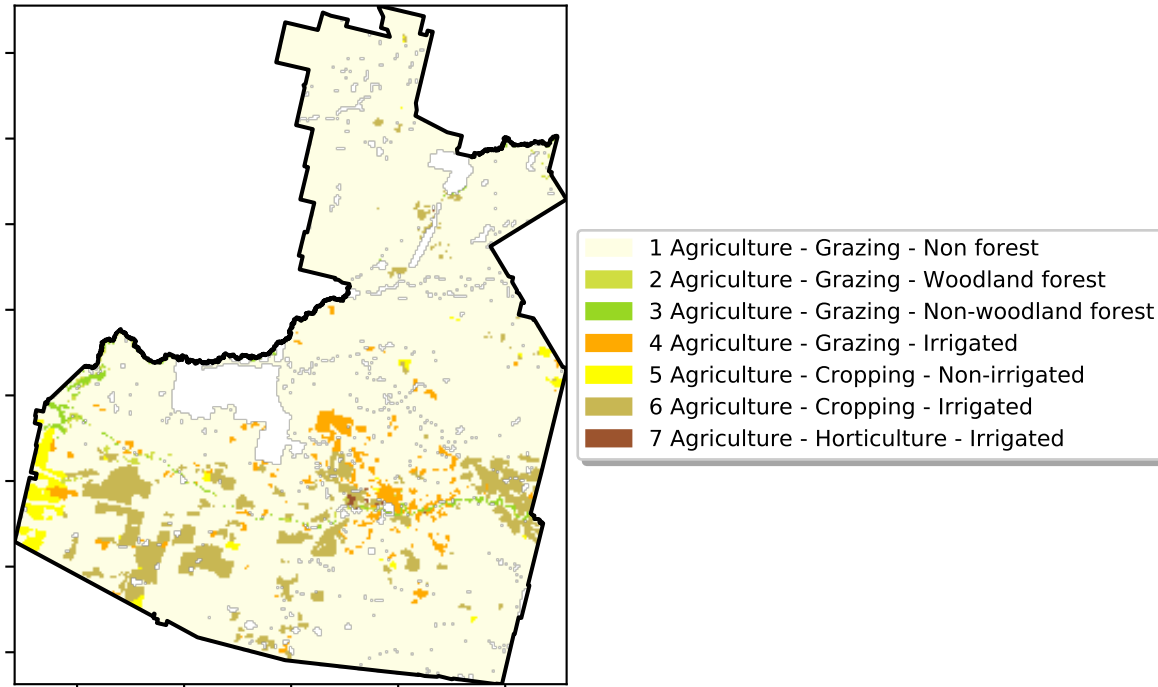 1 Agriculture - Grazing - Non forest
2 Agriculture - Grazing - Woodland forest
3 Agriculture - Grazing - Non-woodland forest
4 Agriculture - Grazing - Irrigated
5 Agriculture - Cropping - Non-irrigated
6 Agriculture - Cropping - Irrigated
7 Agriculture - Horticulture - Irrigated